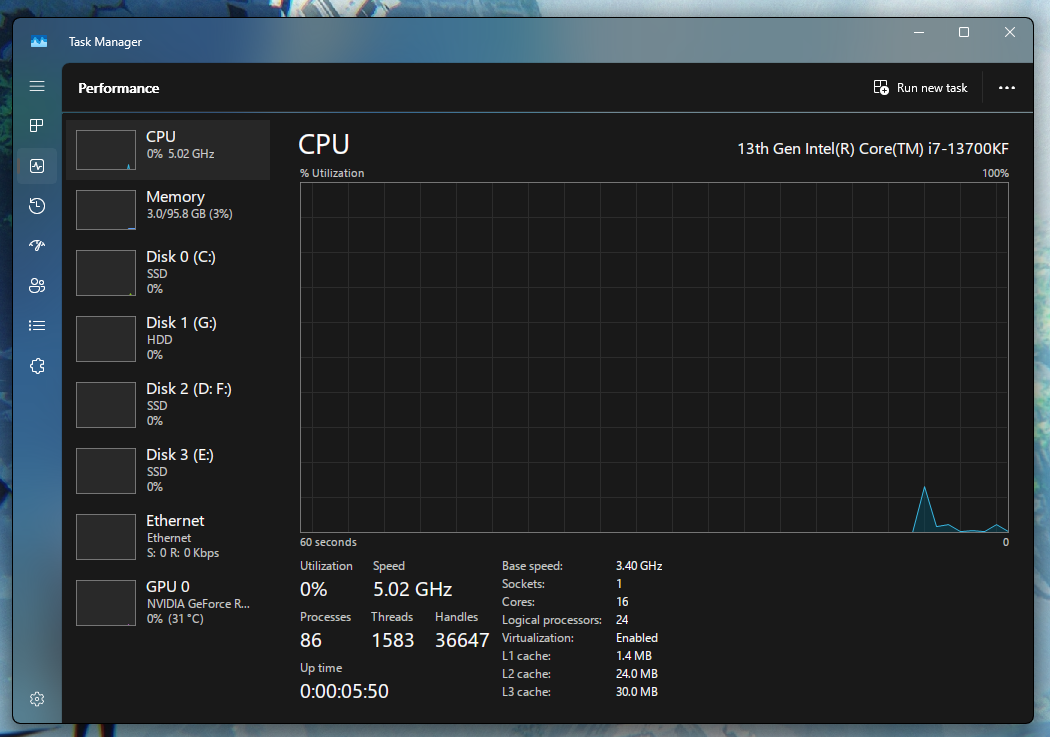 Task Manager
Performance
Run new task
CPU
0% 5.02 GHz
Memory
3.0/95.8 GB (3%)
Disk 0 (C:)
SSD
0%
Disk 1 (G:)
HDD
0%
Disk 2 (D: F:)
SSD
0%
Disk 3 (E:)
SSD
0%
Ethernet
Ethernet
S: 0 R: 0 Kbps
GPU 0
NVIDIA GeForce R...
0% (31 °C)
CPU
13th Gen Intel(R) Core(TM) i7-13700KF
% Utilization
100%
60 seconds
0
Utilization Speed
0% 5.02 GHz
Processes Threads Handles
86 1583 36647
Up time
0:00:05:50
Base speed: 3.40 GHz
Sockets: 1
Cores: 16
Logical processors: 24
Virtualization: Enabled
L1 cache: 1.4 MB
L2 cache: 24.0 MB
L3 cache: 30.0 MB